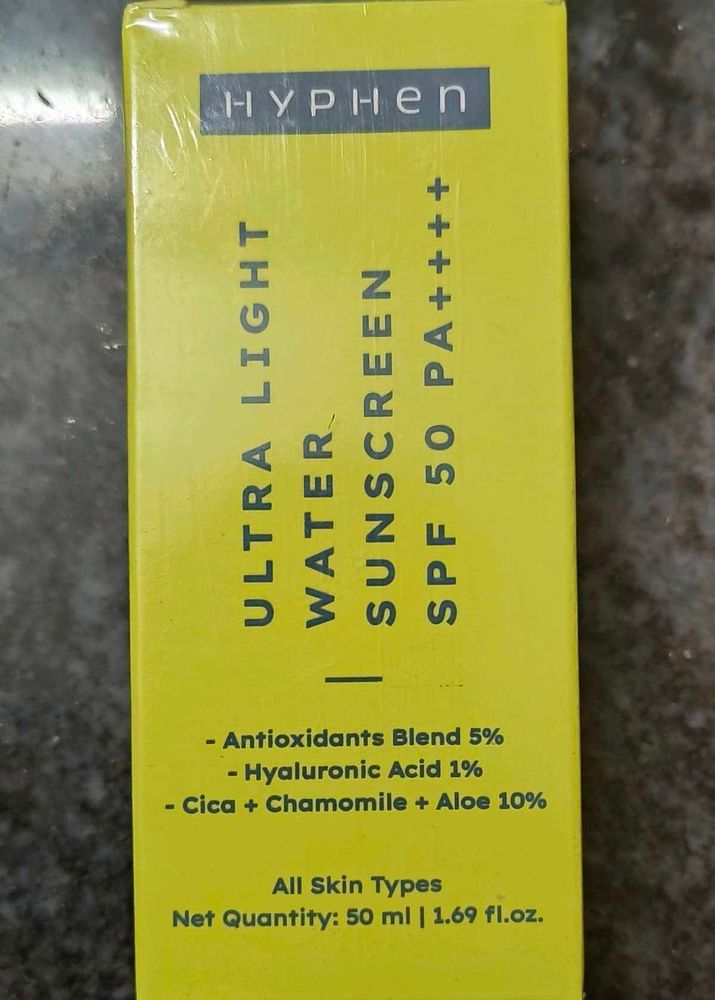 HYPHen
ULTRA LIGHT
WATER
SUNSCREEN
SPF 50 PA++++
- Antioxidants Blend 5%
- Hyaluronic Acid 1%
- Cica + Chamomile + Aloe 10%
All Skin Types
Net Quantity: 50 ml | 1.69 fl.oz.